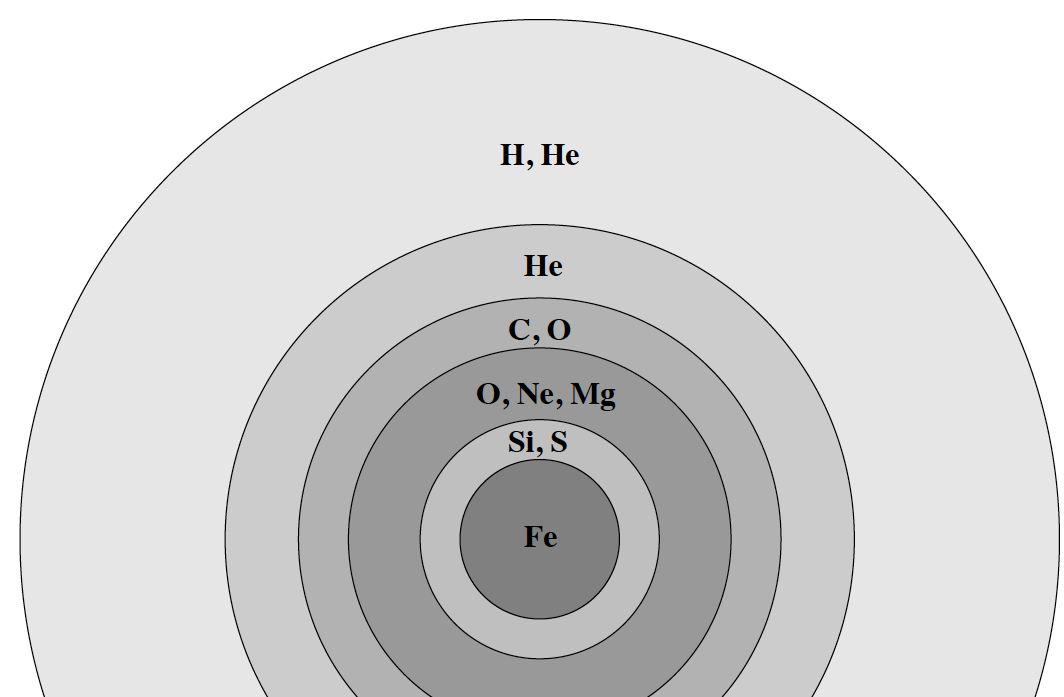 H, He
He
C, O
O, Ne, Mg
Si, S
Fe